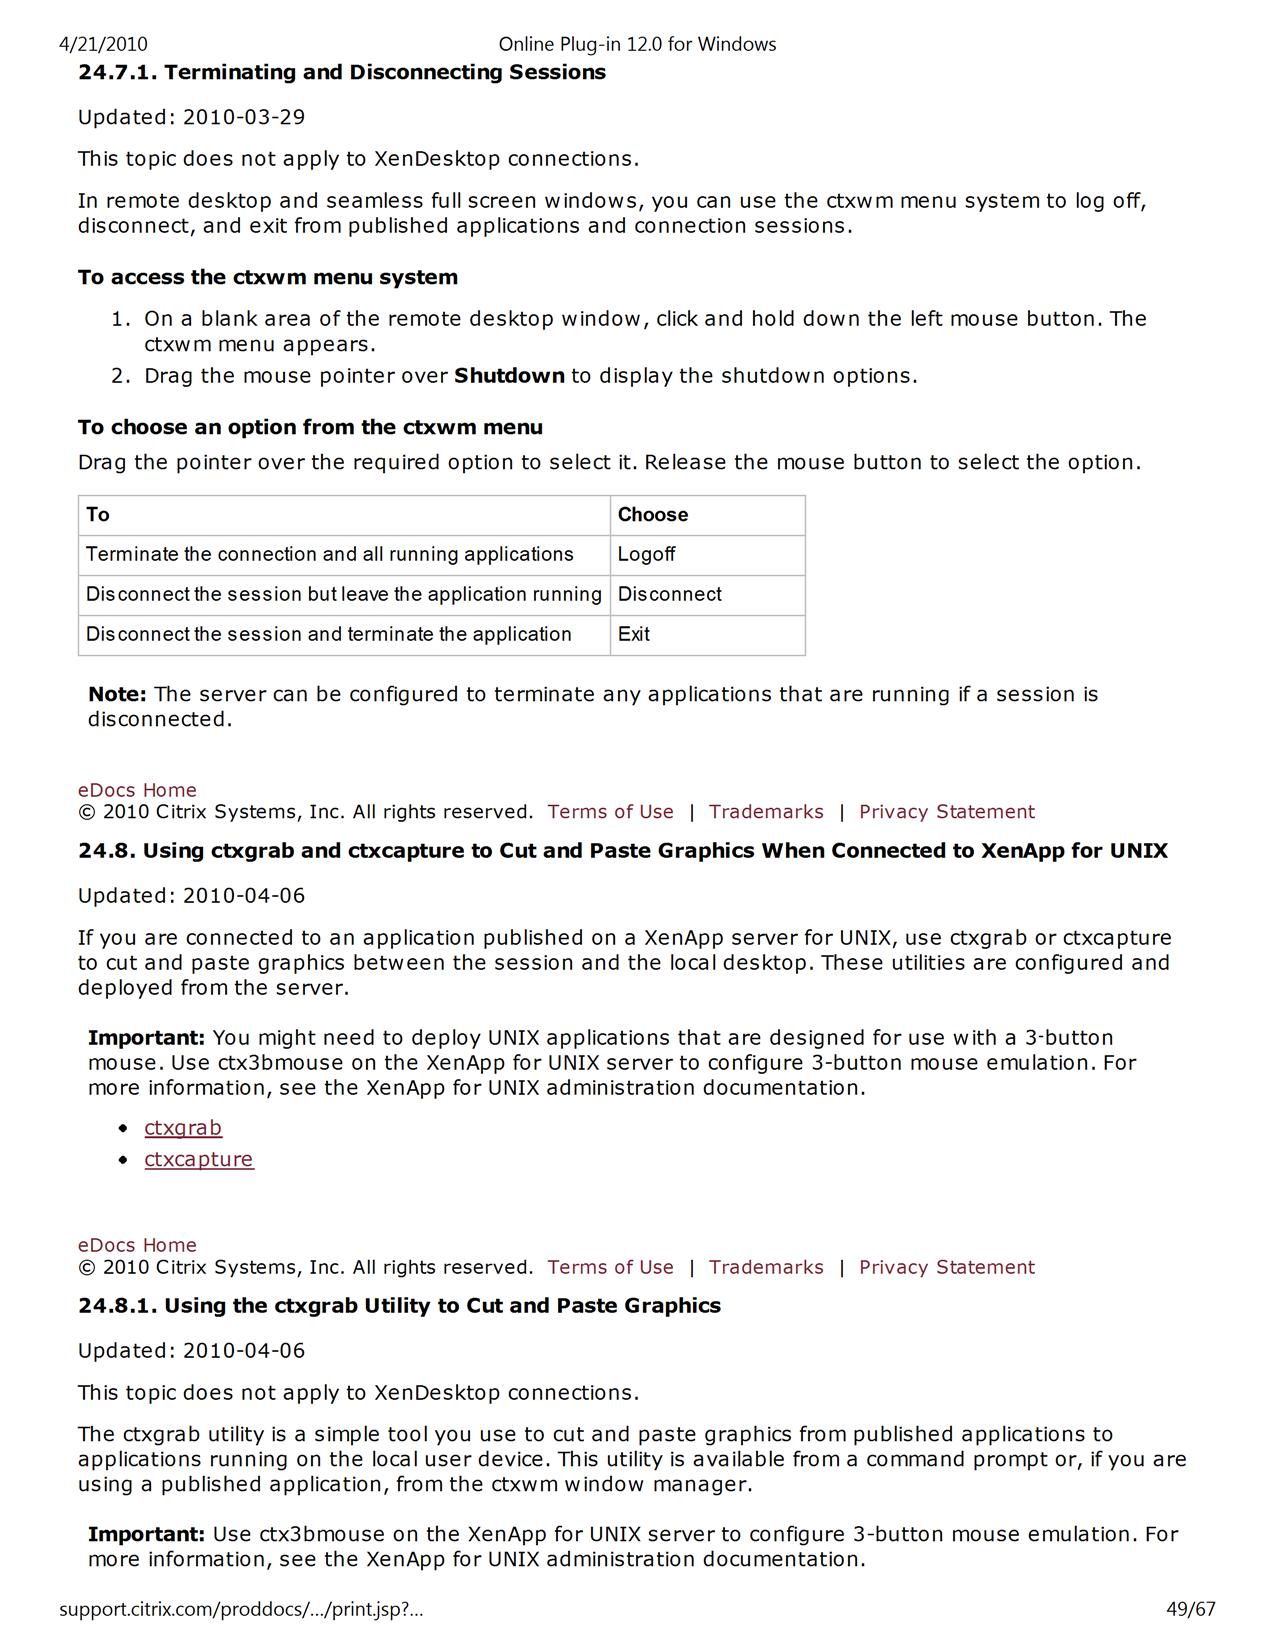 4/21/2010
Online Plug-in 12.0 for Windows
24.7.1. Terminating and Disconnecting Sessions
Updated: 2010-03-29
This topic does not apply to XenDesktop connections.
In remote desktop and seamless full screen windows, you can use the ctxwm menu system to log off,
disconnect, and exit from published applications and connection sessions.
To access the ctxwm menu system
1. On a blank area of the remote desktop window, click and hold down the left mouse button. The
ctxwm menu appears.
2. Drag the mouse pointer over Shutdown to display the shutdown options.
To choose an option from the ctxwm menu
Drag the pointer over the required option to select it. Release the mouse button to select the option.
To Choose
Terminate the connection and all running applications Logoff
Disconnect the session but leave the application running Disconnect
Disconnect the session and terminate the application Exit
Note: The server can be configured to terminate any applications that are running if a session is
disconnected.
eDocs Home
© 2010 Citrix Systems, Inc. All rights reserved. Terms of Use | Trademarks | Privacy Statement
24.8. Using ctxgrab and ctxcapture to Cut and Paste Graphics When Connected to XenApp for UNIX
Updated: 2010-04-06
If you are connected to an application published on a XenApp server for UNIX, use ctxgrab or ctxcapture
to cut and paste graphics between the session and the local desktop. These utilities are configured and
deployed from the server.
Important: You might need to deploy UNIX applications that are designed for use with a 3-button
mouse. Use ctx3bmouse on the XenApp for UNIX server to configure 3-button mouse emulation. For
more information, see the XenApp for UNIX administration documentation.
• ctxgrab
• ctxcapture
eDocs Home
© 2010 Citrix Systems, Inc. All rights reserved. Terms of Use | Trademarks | Privacy Statement
24.8.1. Using the ctxgrab Utility to Cut and Paste Graphics
Updated: 2010-04-06
This topic does not apply to XenDesktop connections.
The ctxgrab utility is a simple tool you use to cut and paste graphics from published applications to
applications running on the local user device. This utility is available from a command prompt or, if you are
using a published application, from the ctxwm window manager.
Important: Use ctx3bmouse on the XenApp for UNIX server to configure 3-button mouse emulation. For
more information, see the XenApp for UNIX administration documentation.
support.citrix.com/proddocs/.../print.jsp?...
49/67